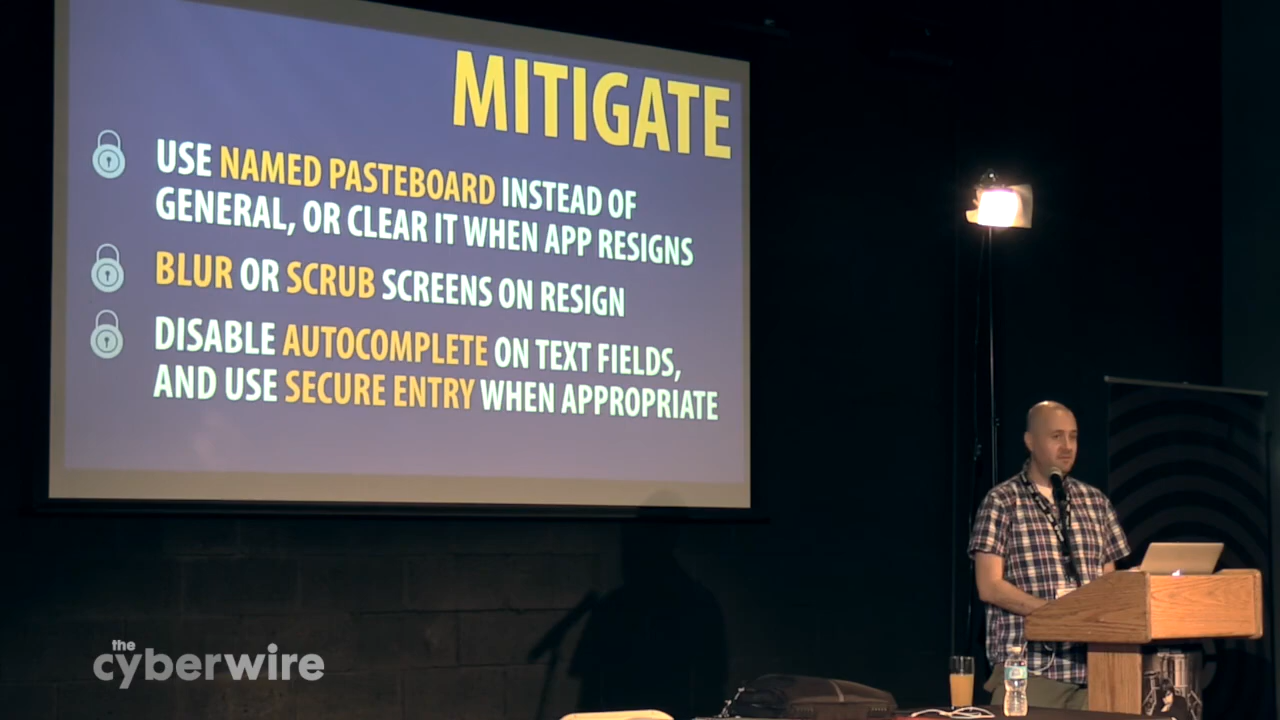 MITIGATE
USE NAMED PASTEBOARD INSTEAD OF
GENERAL, OR CLEAR IT WHEN APP RESIGNS
BLUR OR SCRUB SCREENS ON RESIGN
DISABLE AUTOCOMPLETE ON TEXT FIELDS,
AND USE SECURE ENTRY WHEN APPROPRIATE
the
cyberwire